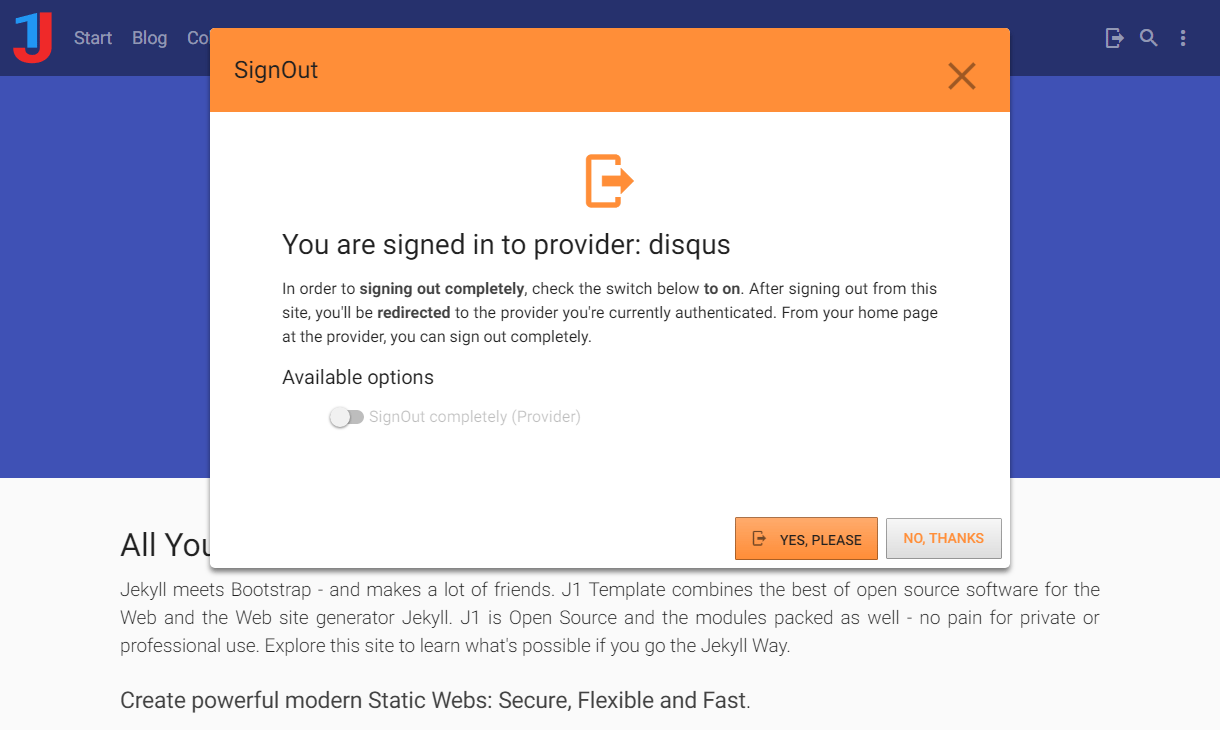 Start Blog Co
SignOut
You are signed in to provider: disqus
In order to signing out completely, check the switch below to on. After signing out from this
site, you'll be redirected to the provider you're currently authenticated. From your home page
at the provider, you can sign out completely.
Available options
SignOut completely (Provider)
YES, PLEASE NO, THANKS
All You
Jekyll meets Bootstrap - and makes a lot of friends. J1 Template combines the best of open source software for the
Web and the Web site generator Jekyll. J1 is Open Source and the modules packed as well - no pain for private or
professional use. Explore this site to learn what's possible if you go the Jekyll Way.
Create powerful modern Static Webs: Secure, Flexible and Fast.